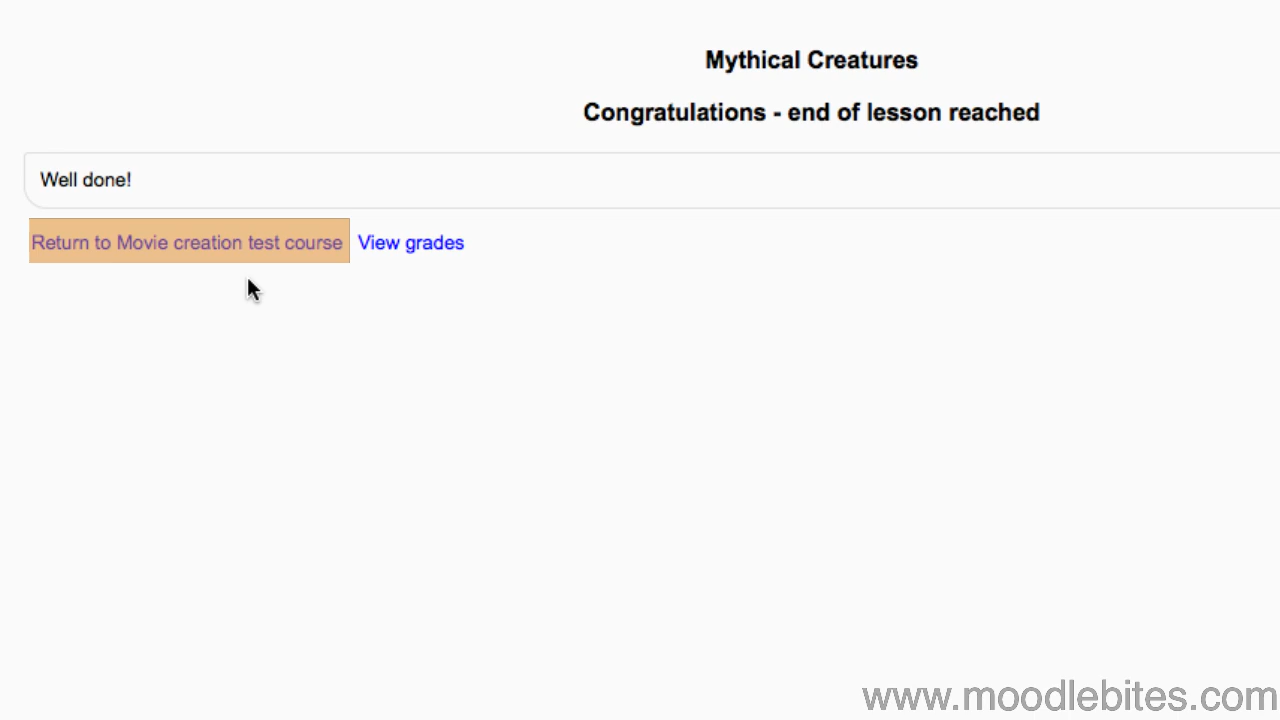 Mythical Creatures
Congratulations - end of lesson reached
Well done!
Return to Movie creation test course View grades
www.moodlebites.com